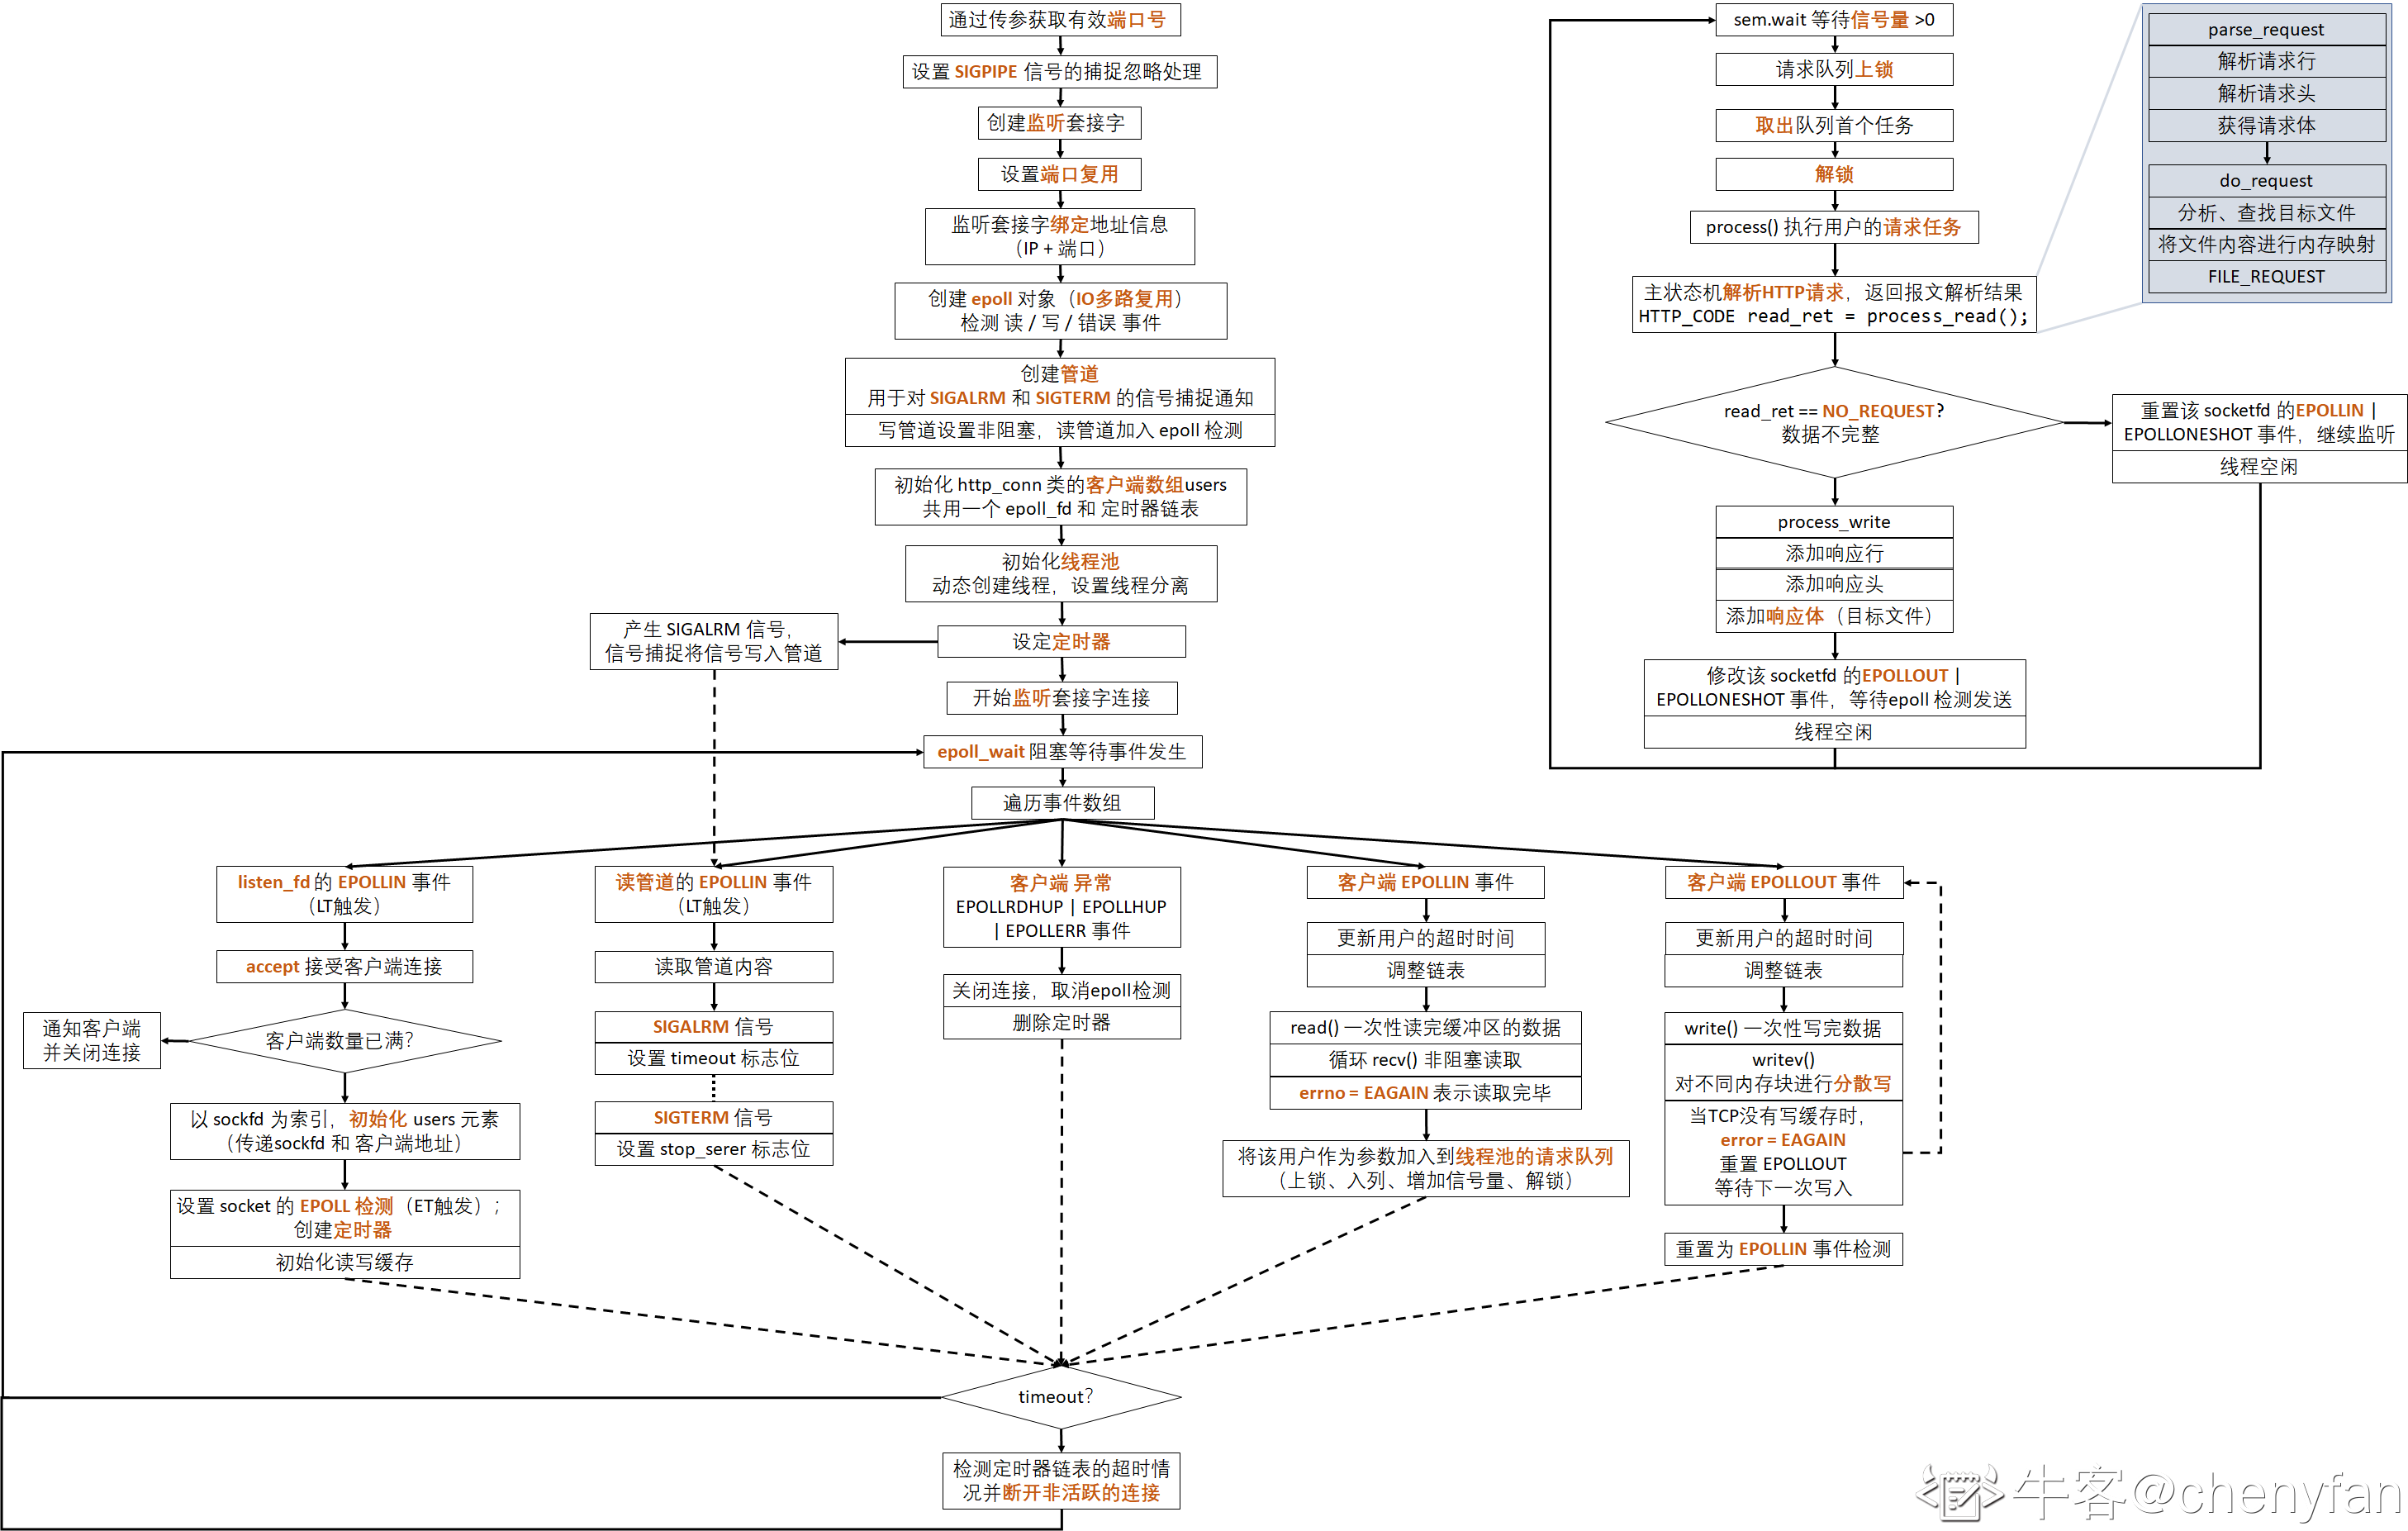 通过传参获取有效端口号
设置 SIGPIPE 信号的捕捉忽略处理
创建监听套接字
设置端口复用
监听套接字绑定地址信息
（IP + 端口）
创建 epoll 对象（IO多路复用）
检测 读 / 写 / 错误 事件
创建管道
用于对 SIGALRM 和 SIGTERM 的信号捕捉通知
写管道设置非阻塞，读管道加入 epoll 检测
初始化 http_conn 类的客户端数组users
共用一个 epoll_fd 和 定时器链表
初始化线程池
动态创建线程，设置线程分离
设定定时器
产生 SIGALRM 信号，
信号捕捉将信号写入管道
开始监听套接字连接
epoll_wait 阻塞等待事件发生
遍历事件数组
listen_fd 的 EPOLLIN 事件
（LT触发）
accept 接受客户端连接
客户端数量已满？
通知客户端
并关闭连接
以 sockfd 为索引，初始化 users 元素
（传递sockfd 和 客户端地址）
设置 socket 的 EPOLL 检测（ET触发）；
创建定时器
初始化读写缓存
读管道的 EPOLLIN 事件
（LT触发）
读取管道内容
SIGALRM 信号
设置 timeout 标志位
SIGTERM 信号
设置 stop_serer 标志位
客户端 异常
EPOLLRDHUP | EPOLLHUP
| EPOLLERR 事件
关闭连接，取消epoll检测
删除定时器
客户端 EPOLLIN 事件
更新用户的超时时间
调整链表
read() 一次性读完缓冲区的数据
循环 recv() 非阻塞读取
errno = EAGAIN 表示读取完毕
将该用户作为参数加入到线程池的请求队列
（上锁、入列、增加信号量、解锁）
客户端 EPOLLOUT 事件
更新用户的超时时间
调整链表
write() 一次性写完数据
writev()
对不同内存块进行分散写
当TCP没有写缓存时，
error = EAGAIN
重置 EPOLLOUT
等待下一次写入
重置为 EPOLLIN 事件检测
timeout？
检测定时器链表的超时情
况并断开非活跃的连接
sem.wait 等待信号量 >0
请求队列上锁
取出队列首个任务
解锁
process() 执行用户的请求任务
主状态机解析HTTP请求，返回报文解析结果
HTTP_CODE read_ret = process_read();
read_ret == NO_REQUEST？
数据不完整
重置该 socketfd 的EPOLLIN |
EPOLLONESHOT 事件，继续监听
线程空闲
process_write
添加响应行
添加响应头
添加响应体（目标文件）
修改该 socketfd 的EPOLLOUT |
EPOLLONESHOT 事件，等待epoll 检测发送
线程空闲
parse_request
解析请求行
解析请求头
获得请求体
do_request
分析、查找目标文件
将文件内容进行内存映射
FILE_REQUEST
牛客@chenyfan